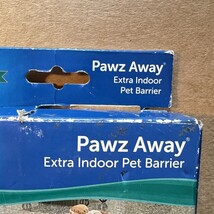 Pawz Away®
Extra Indoor
Pet Barrier
Pawz Away®
Extra Indoor Pet Barrier